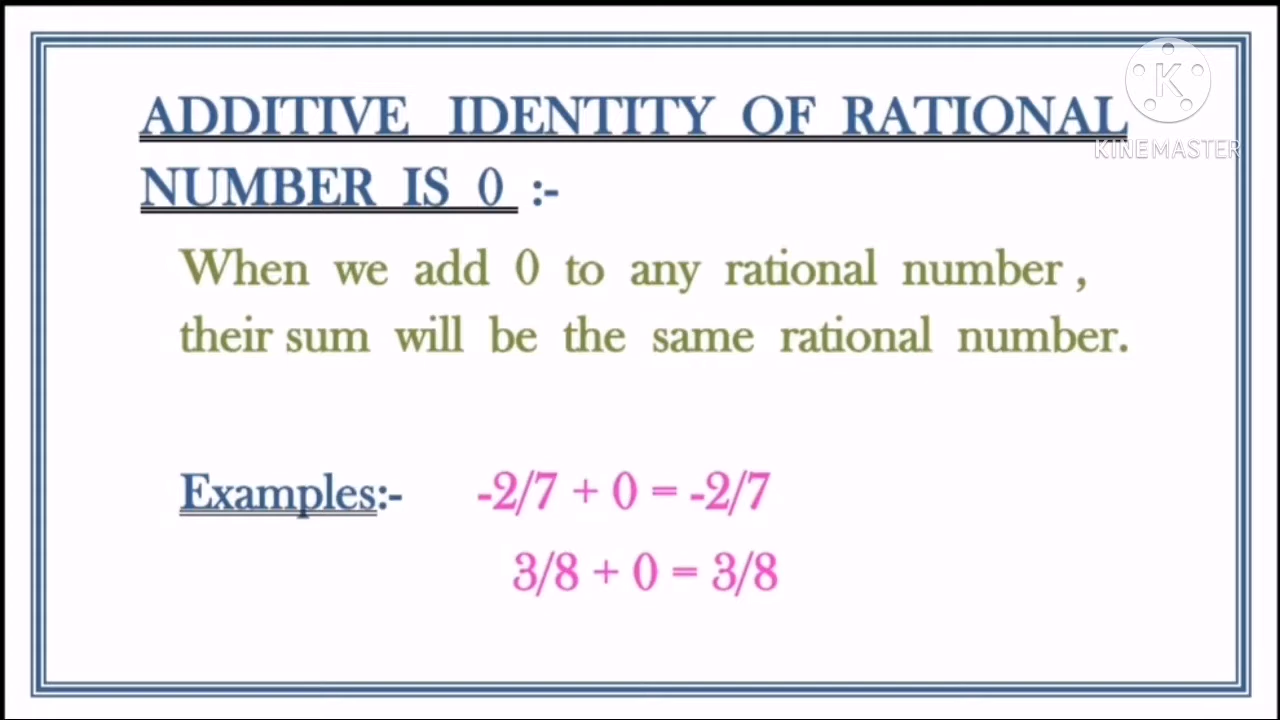 ADDITIVE IDENTITY OF RATIONAL
NUMBER IS 0 :-
K
KINEMASTER
When we add 0 to any rational number ,
their sum will be the same rational number.
Examples:- -2/7 + 0 = -2/7
3/8 + 0 = 3/8